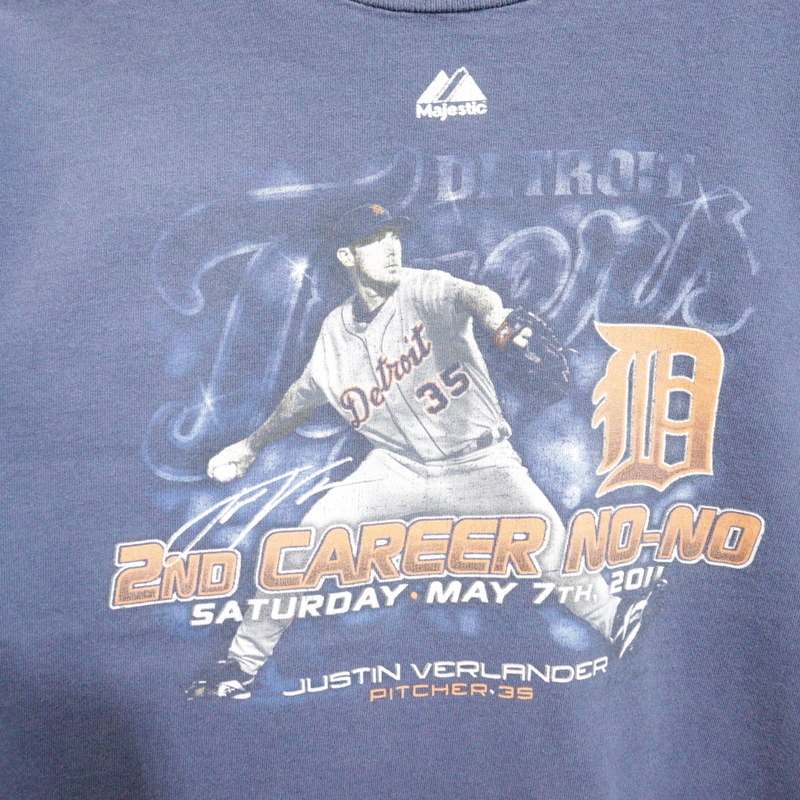 Majestic
DETROIT
Tigers
D
Detroit
35
D
2ND CAREER NO-NO
SATURDAY • MAY 7TH, 2011
JUSTIN VERLANDER
PITCHER • 35